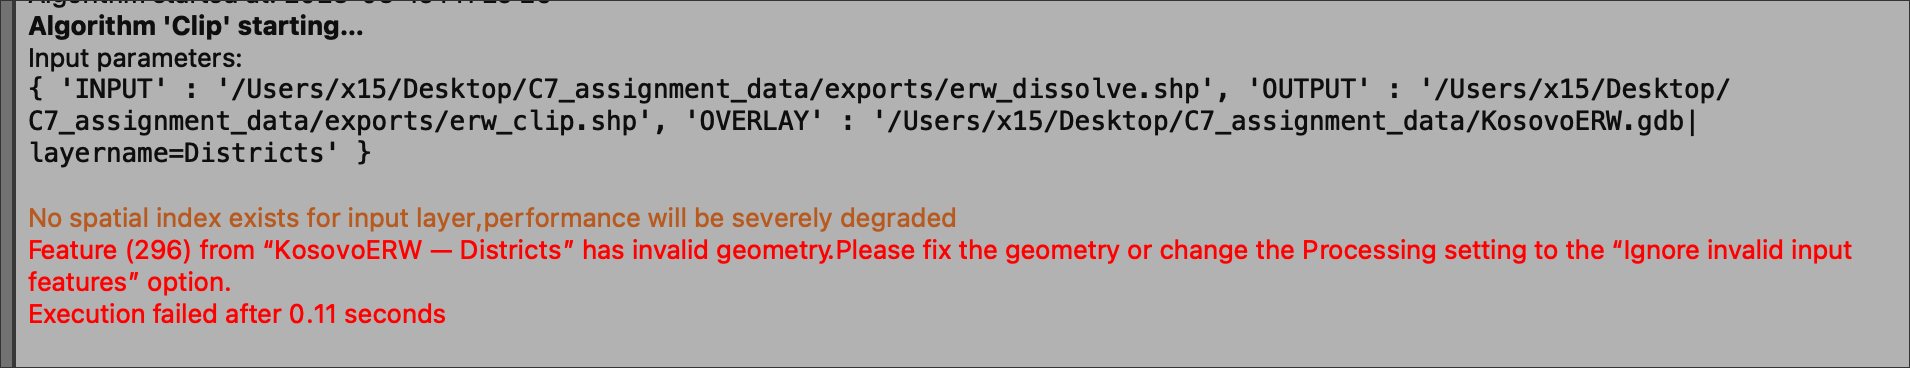 Algorithm 'Clip' starting…
Input parameters:
{ 'INPUT' : '/Users/x15/Desktop/C7_assignment_data/exports/erw_dissolve.shp', 'OUTPUT' : '/Users/x15/Desktop/
C7_assignment_data/exports/erw_clip.shp', 'OVERLAY' : '/Users/x15/Desktop/C7_assignment_data/KosovoERW.gdb|
layername=Districts' }
No spatial index exists for input layer,performance will be severely degraded
Feature (296) from “KosovoERW — Districts” has invalid geometry.Please fix the geometry or change the Processing setting to the “Ignore invalid input
features” option.
Execution failed after 0.11 seconds